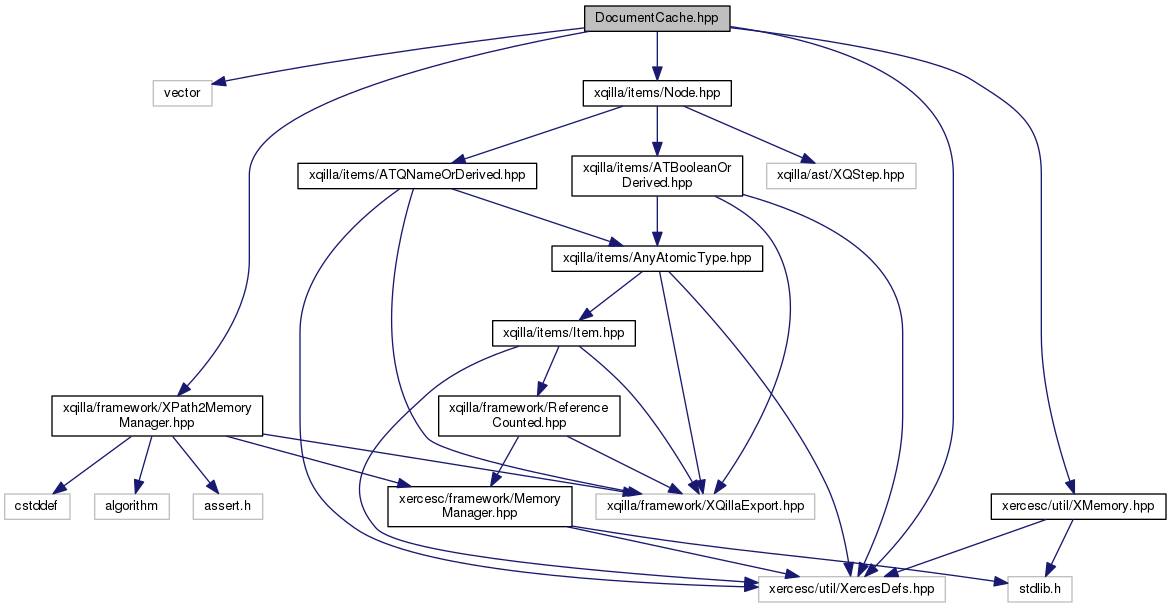 DocumentCache.hpp
vector
xqilla/items/Node.hpp
xqilla/items/ATQNameOrDerived.hpp
xqilla/items/ATBooleanOr
Derived.hpp
xqilla/ast/XQStep.hpp
xqilla/items/AnyAtomicType.hpp
xqilla/items/Item.hpp
xqilla/framework/XPath2Memory
Manager.hpp
xqilla/framework/Reference
Counted.hpp
cstddef
algorithm
assert.h
xercesc/framework/Memory
Manager.hpp
xqilla/framework/XQillaExport.hpp
xercesc/util/XMemory.hpp
xercesc/util/XercesDefs.hpp
stdlib.h